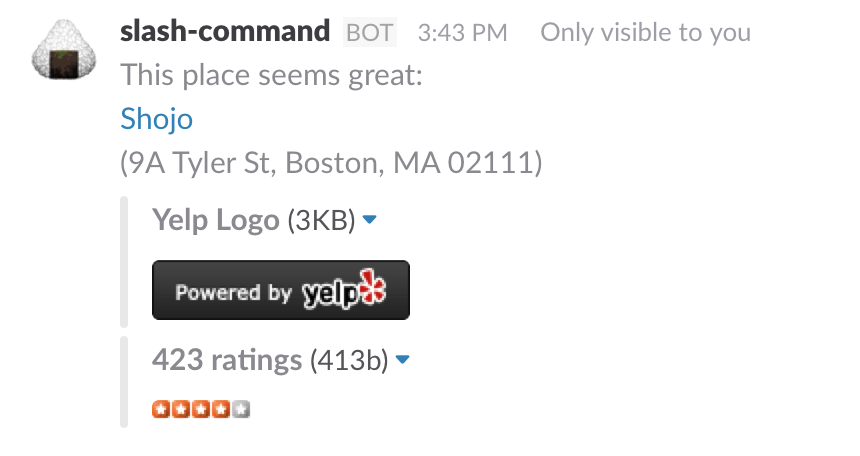 slash-command BOT 3:43 PM Only visible to you
This place seems great:
Shojo
(9A Tyler St, Boston, MA 02111)
Yelp Logo (3KB)
Powered by yelp
423 ratings (413b)